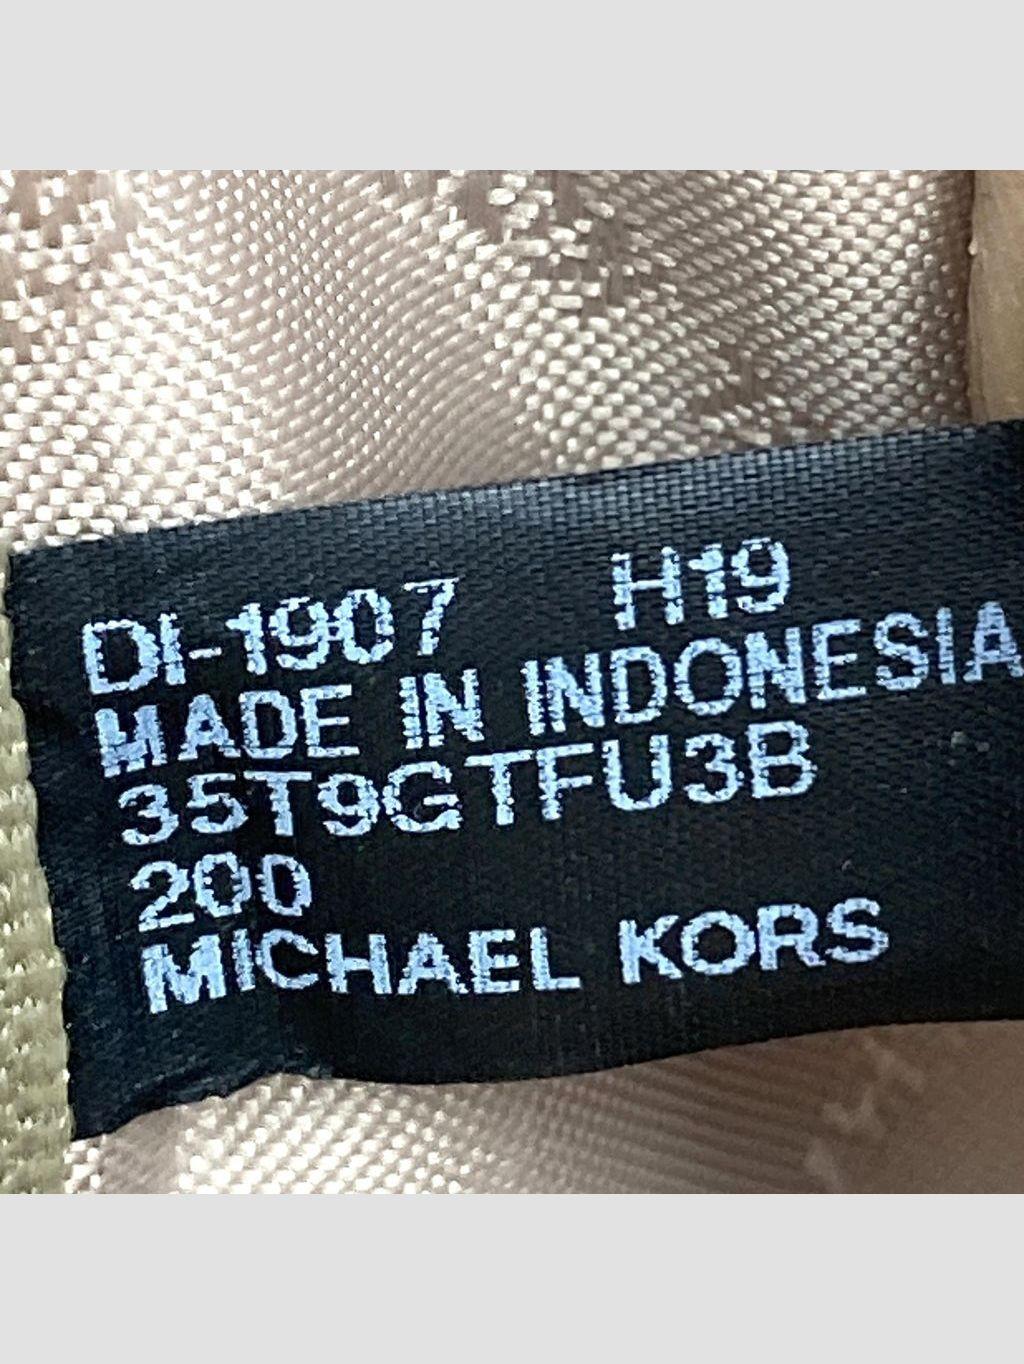 DI-1907 H19
MADE IN INDONESIA
35T9GTFU3B
200
MICHAEL KORS